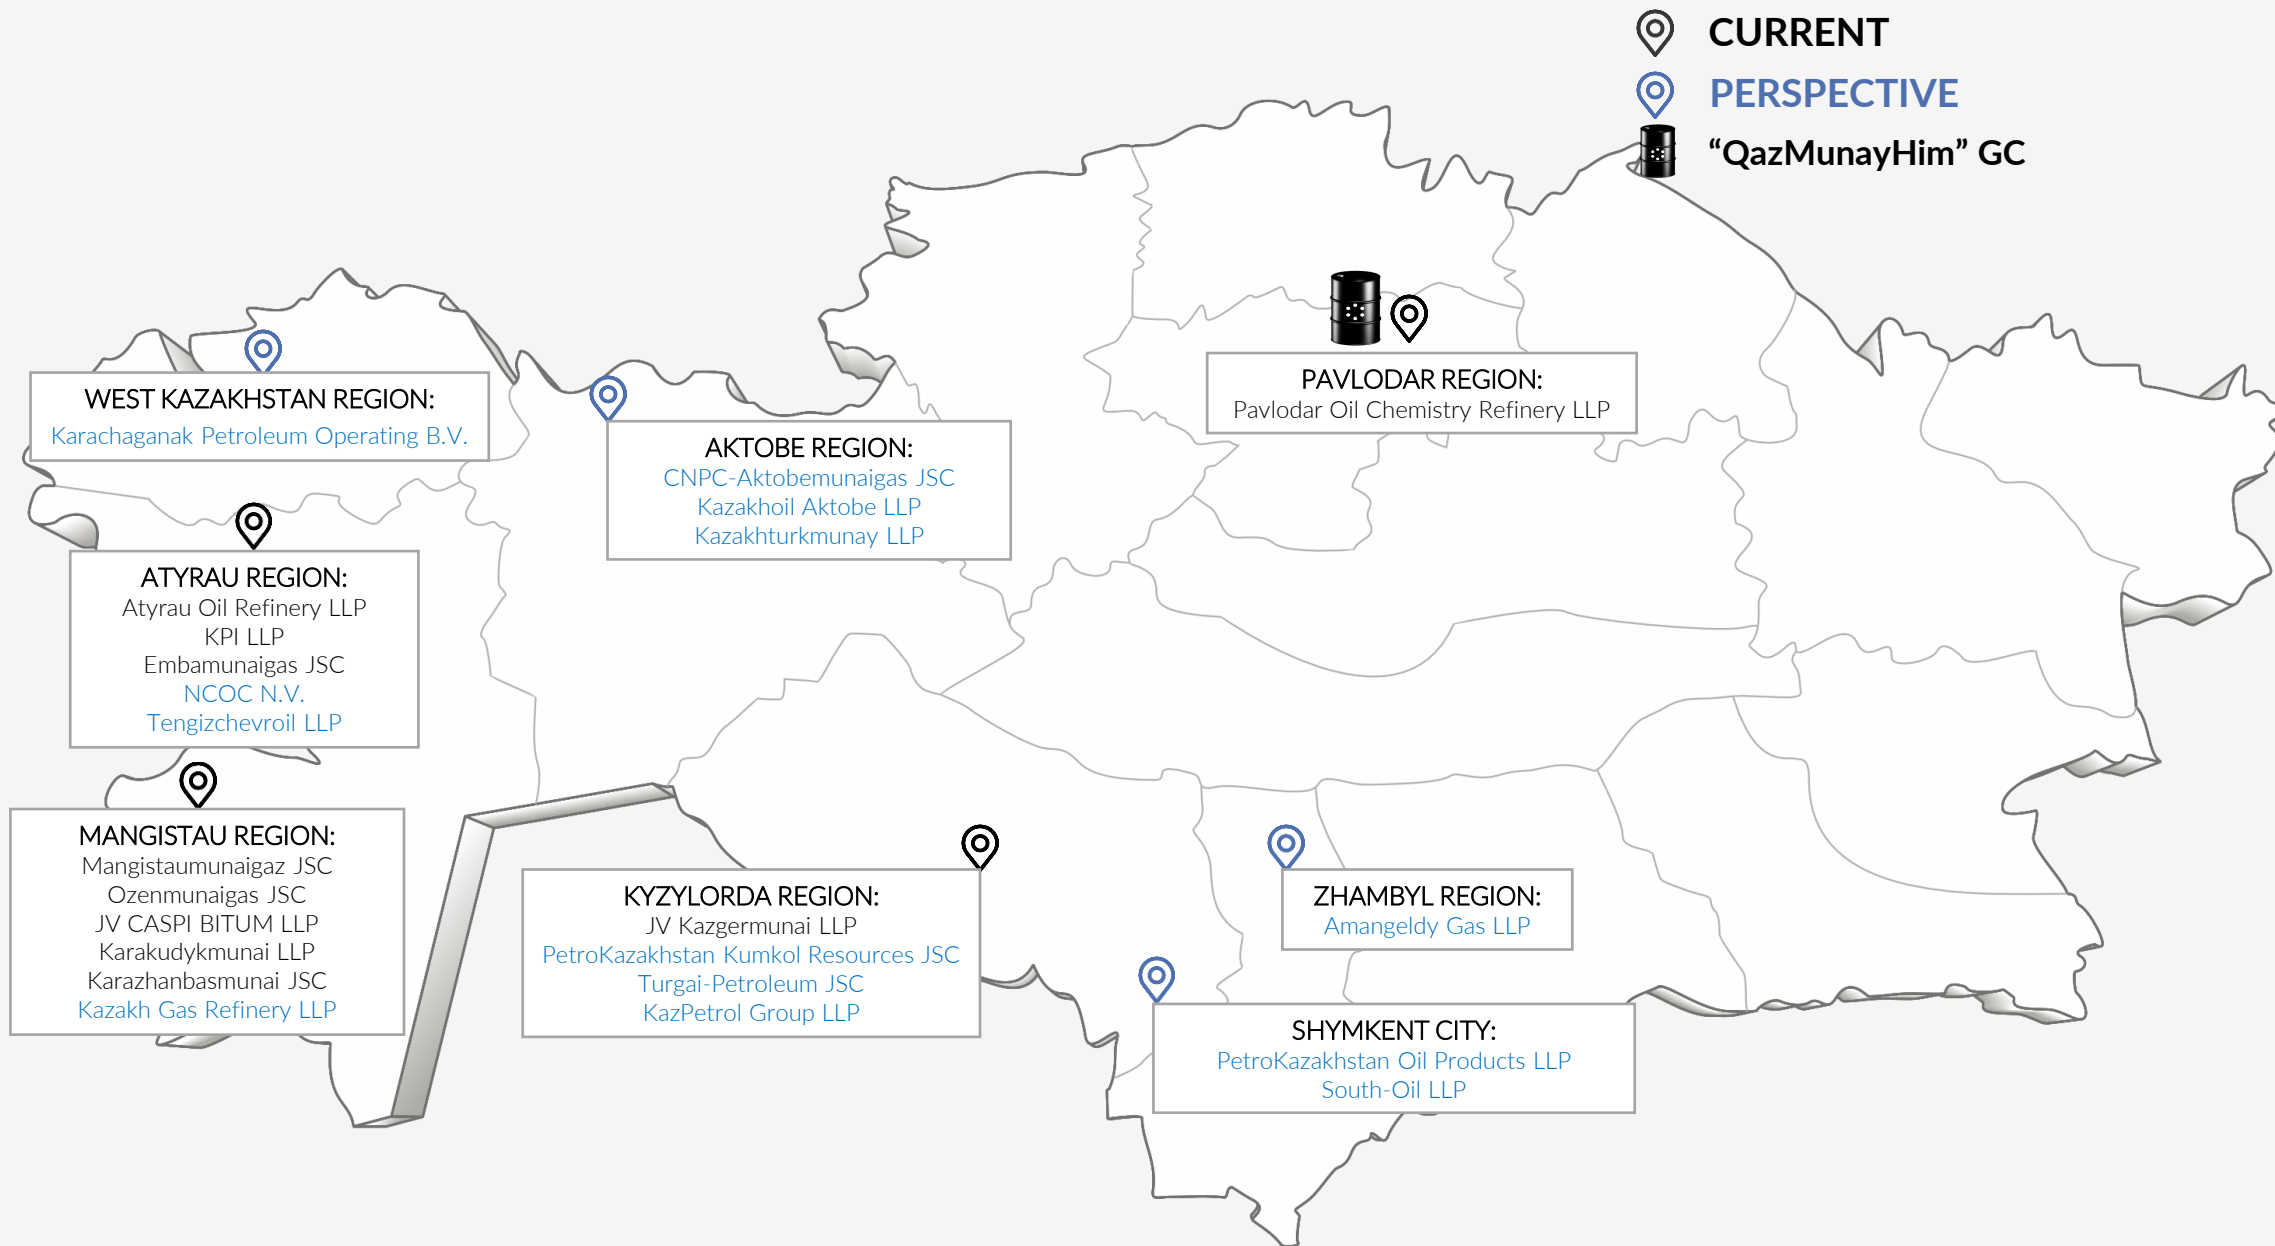 CURRENT
PERSPECTIVE
“QazMunayHim” GC
PAVLODAR REGION:
Pavlodar Oil Chemistry Refinery LLP
WEST KAZAKHSTAN REGION:
Karachaganak Petroleum Operating B.V.
AKTOBE REGION:
CNPC-Aktobemunaigas JSC
Kazakhoil Aktobe LLP
Kazakhturkmunay LLP
ATYRAU REGION:
Atyrau Oil Refinery LLP
KPI LLP
Embamunaigas JSC
NCOC N.V.
Tengizchevroil LLP
MANGISTAU REGION:
Mangistaumunaigaz JSC
Ozenmunaigas JSC
JV CASPI BITUM LLP
Karakudykmunai LLP
Karazhanbasmunai JSC
Kazakh Gas Refinery LLP
KYZYLORDA REGION:
JV Kazgermunai LLP
PetroKazakhstan Kumkol Resources JSC
Turgai-Petroleum JSC
KazPetrol Group LLP
ZHAMBYL REGION:
Amangeldy Gas LLP
SHYMKENT CITY:
PetroKazakhstan Oil Products LLP
South-Oil LLP